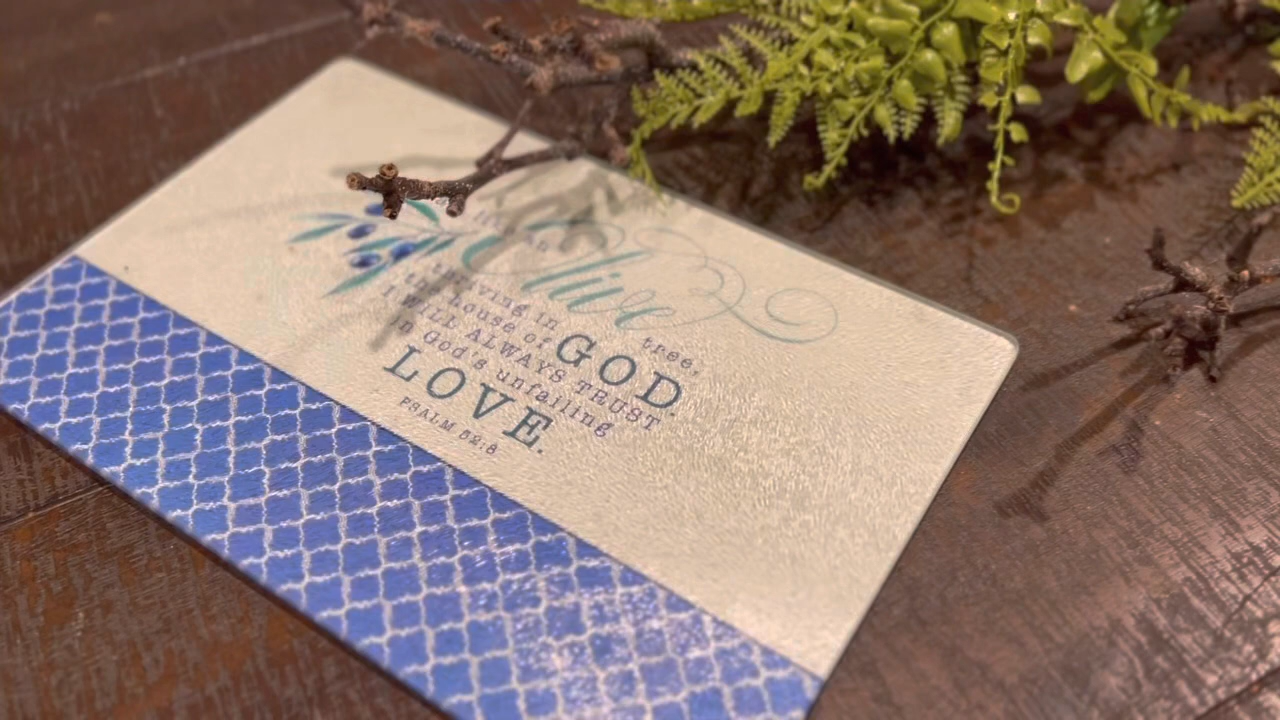 Olive
tree,
thriving in
the house of GOD.
I WILL ALWAYS TRUST
in God's unfailing
LOVE.
PSALM 52:8